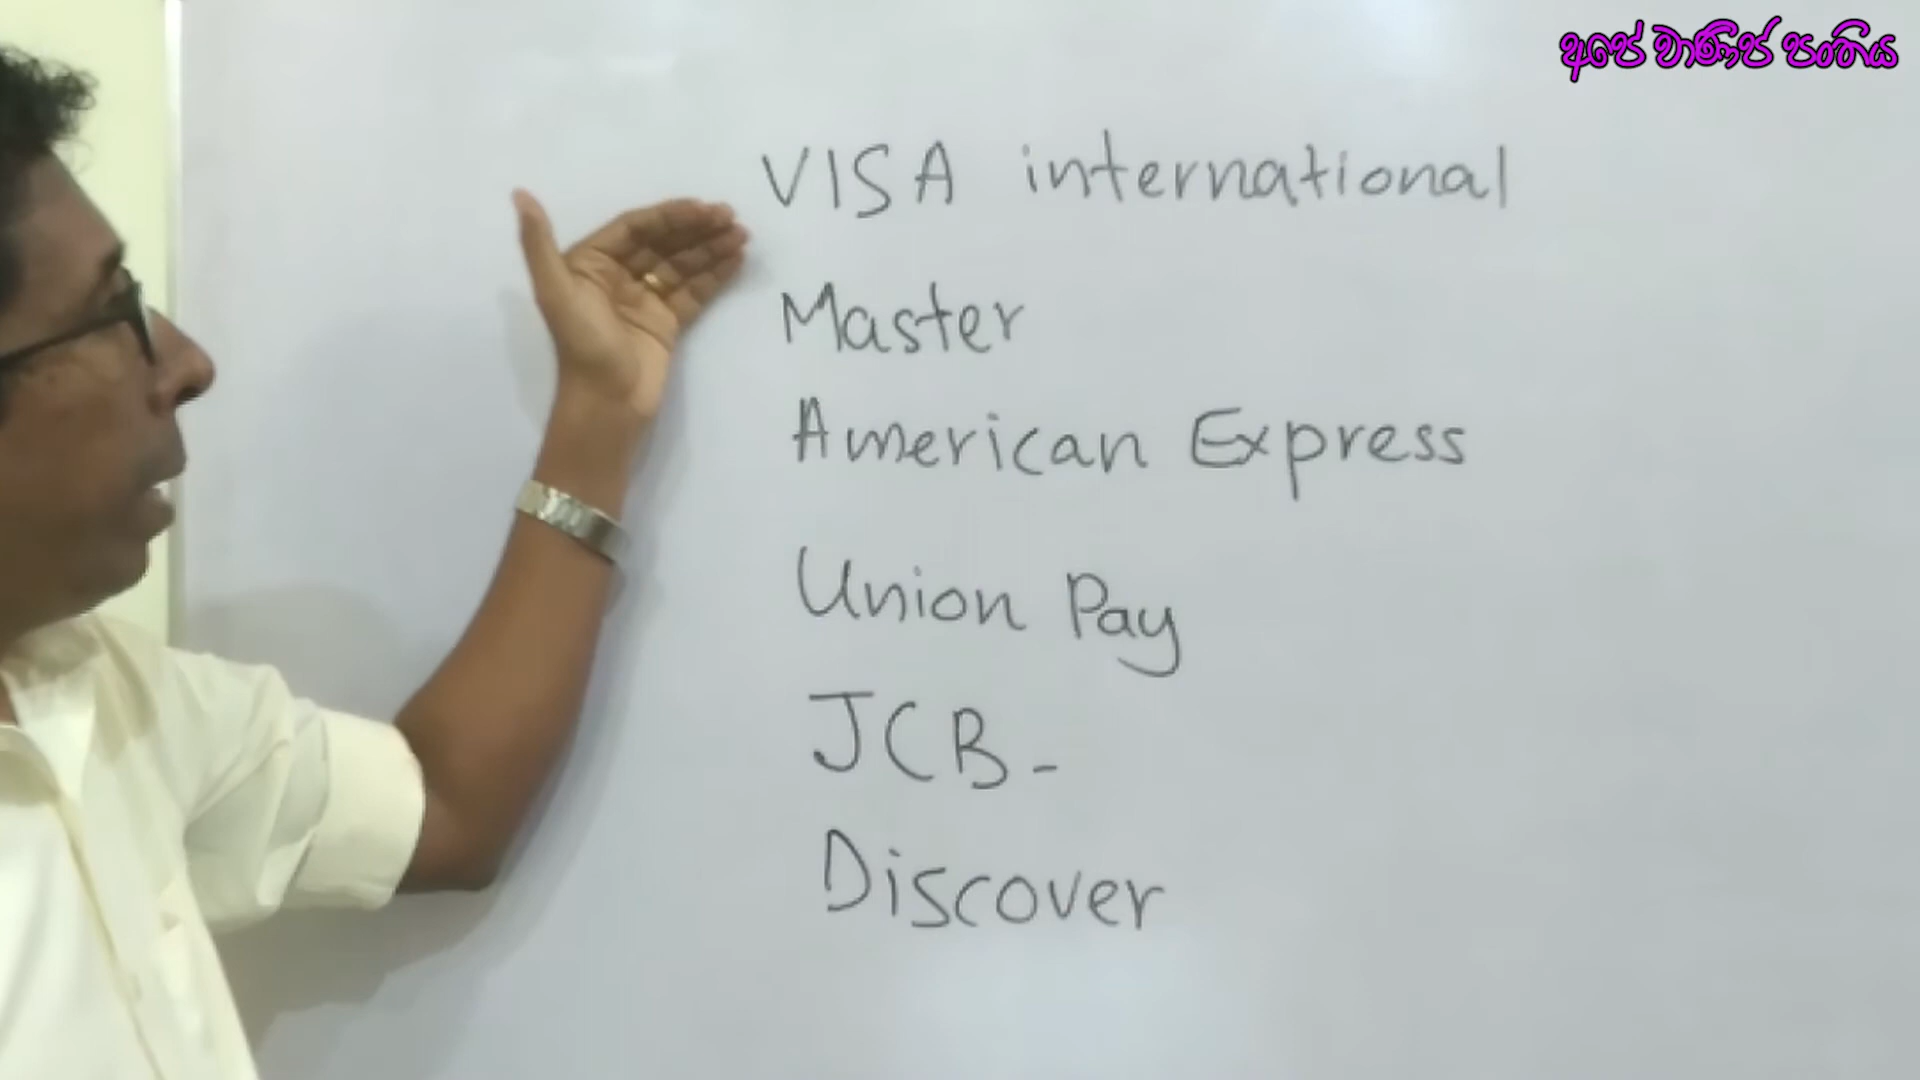 අපේ වාණිජ පංතිය
VISA international
Master
American Express
Union Pay
JCB -
Discover